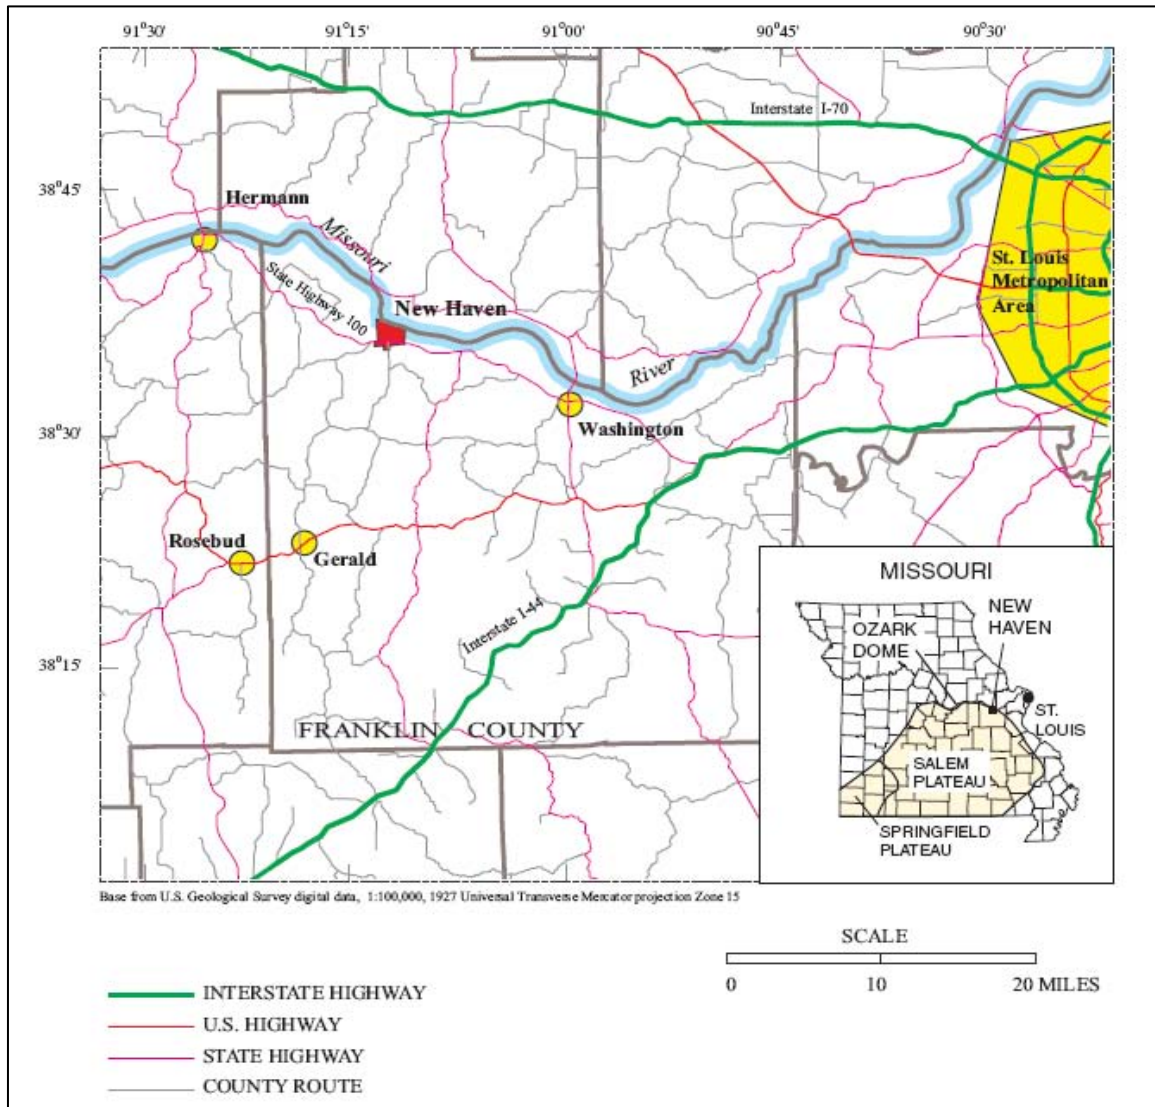 91°30'
91°15'
91°00'
90°45'
90°30'
Interstate I-70
38°45'
Hermann
Missouri
State Highway 100
New Haven
St. Louis
Metropolitan
Area
River
38°30'
Washington
Rosebud
Gerald
Interstate I-44
38°15'
FRANKLIN COUNTY
MISSOURI
OZARK
DOME
NEW
HAVEN
ST.
LOUIS
SALEM
PLATEAU
SPRINGFIELD
PLATEAU
Base from U.S. Geological Survey digital data, 1:100,000, 1927 Universal Transverse Mercator projection Zone 15
SCALE
0 10 20 MILES
INTERSTATE HIGHWAY
U.S. HIGHWAY
STATE HIGHWAY
COUNTY ROUTE